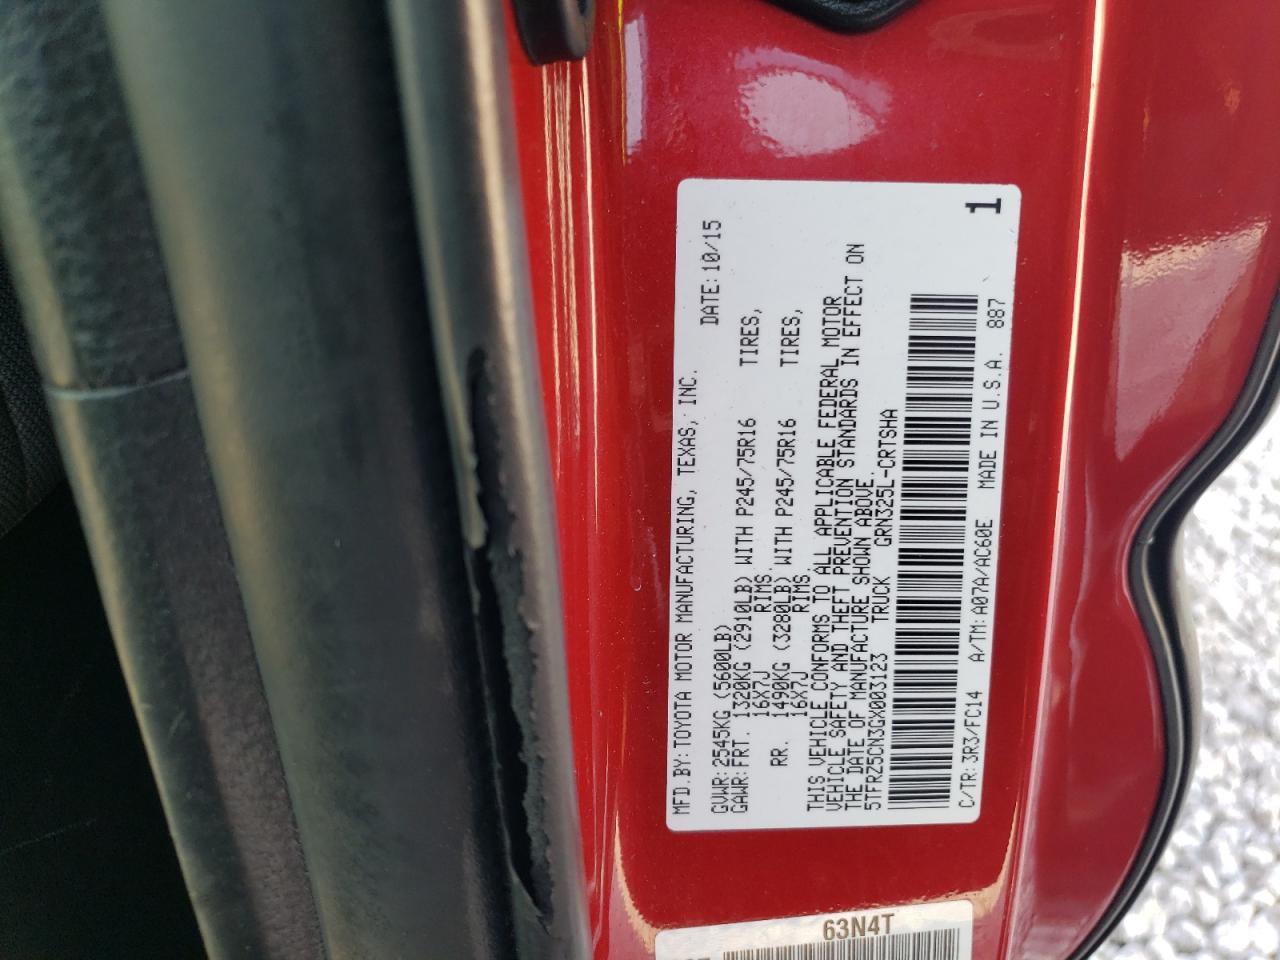 MFD.BY:TOYOTA MOTOR MANUFACTURING, TEXAS, INC.
DATE:10/15
GVWR:2545KG (5600LB)
GAWR:FRT. 1320KG (2910LB) WITH P245/75R16 TIRES,
16X7J RIMS.
RR. 1490KG (3280LB) WITH P245/75R16 TIRES,
16X7J RIMS.
THIS VEHICLE CONFORMS TO ALL APPLICABLE FEDERAL MOTOR
VEHICLE SAFETY AND THEFT PREVENTION STANDARDS IN EFFECT ON
THE DATE OF MANUFACTURE SHOWN ABOVE.
5TFRZ5CN3GX003123 TRUCK GRN325L-CRTSHA
C/TR:3R3/FC14 A/TM:A07A/AC60E MADE IN U.S.A. 887
1
63N4T